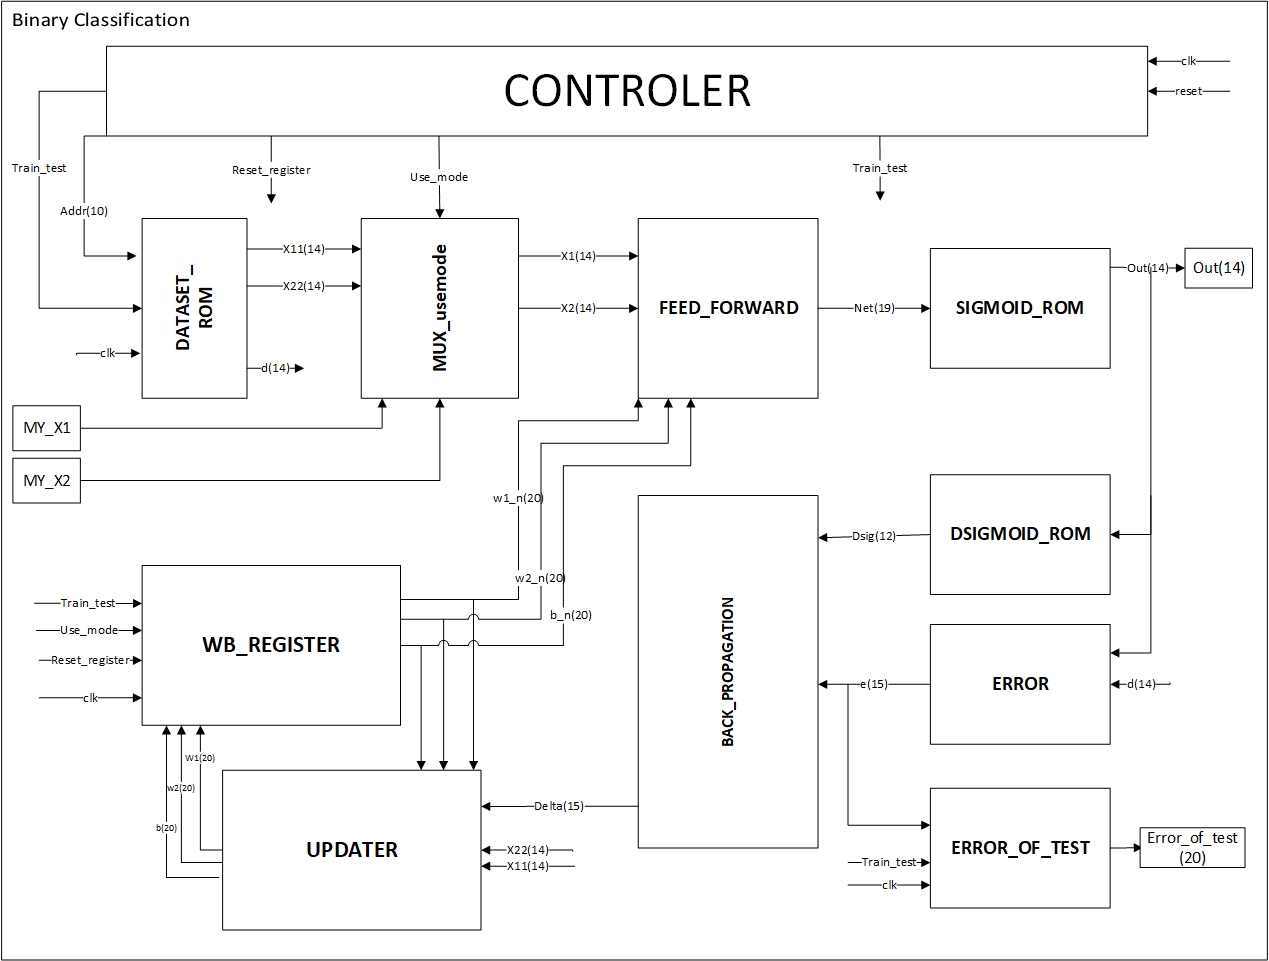 Binary Classification
CONTROLER
clk
reset
Train_test
Reset_register
Use_mode
Train_test
Addr(10)
DATASET_
ROM
X11(14)
X22(14)
clk
d(14)
MUX_usemode
X1(14)
X2(14)
FEED_FORWARD
Net(19)
SIGMOID_ROM
Out(14)
Out(14)
MY_X1
MY_X2
w1_n(20)
w2_n(20)
b_n(20)
BACK_PROPAGATION
Dsig(12)
DSIGMOID_ROM
Train_test
Use_mode
Reset_register
clk
WB_REGISTER
e(15)
ERROR
d(14)
W1(20)
w2(20)
b(20)
UPDATER
Delta(15)
X22(14)
X11(14)
Train_test
clk
ERROR_OF_TEST
Error_of_test
(20)